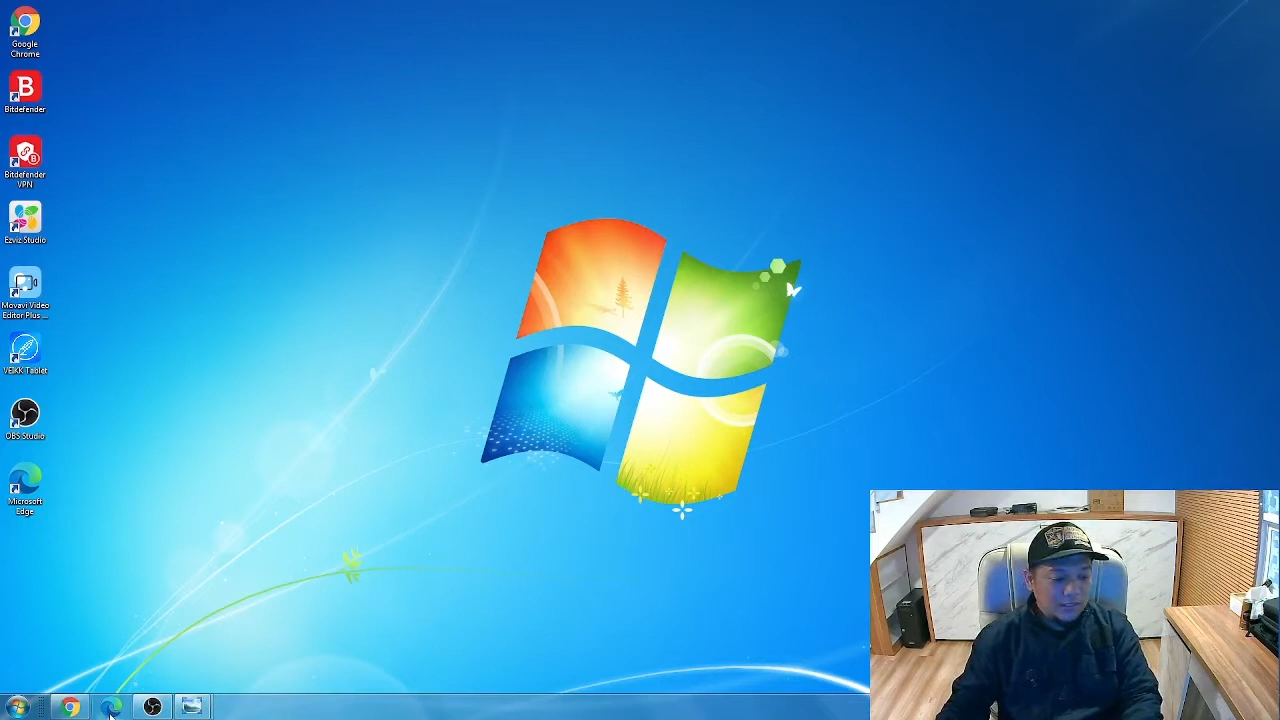 Google
Chrome
Bitdefender
Bitdefender
VPN
Ezviz Studio
Movavi Video
Editor Plus ...
VEIKK Tablet
OBS Studio
Microsoft
Edge